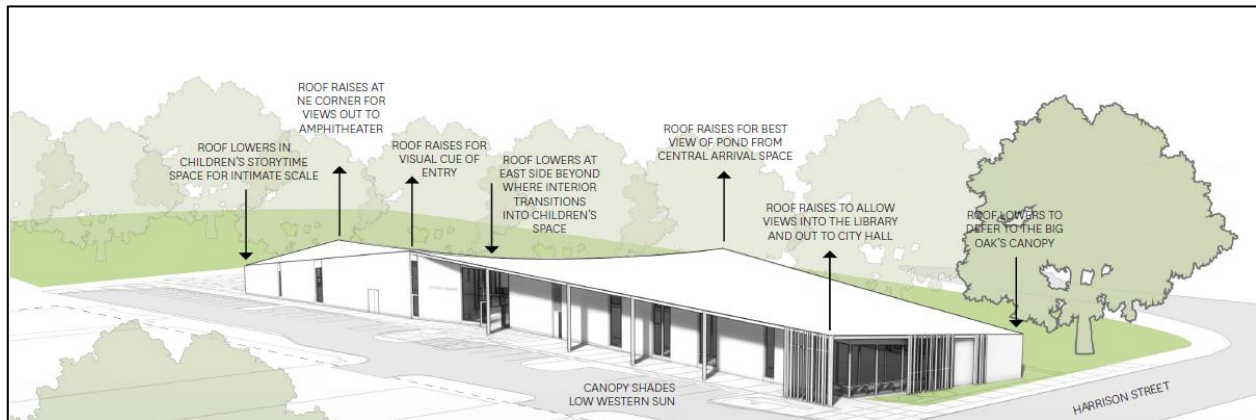 ROOF RAISES AT
NE CORNER FOR
VIEWS OUT TO
AMPHITHEATER
ROOF LOWERS IN
CHILDREN'S STORYTIME
SPACE FOR INTIMATE SCALE
ROOF RAISES FOR
VISUAL CUE OF
ENTRY
ROOF LOWERS AT
EAST SIDE BEYOND
WHERE INTERIOR
TRANSITIONS
INTO CHILDREN'S
SPACE
ROOF RAISES FOR BEST
VIEW OF POND FROM
CENTRAL ARRIVAL SPACE
ROOF RAISES TO ALLOW
VIEWS INTO THE LIBRARY
AND OUT TO CITY HALL
ROOF LOWERS TO
DEFER TO THE BIG
OAK'S CANOPY
CANOPY SHADES
LOW WESTERN SUN
HARRISON STREET